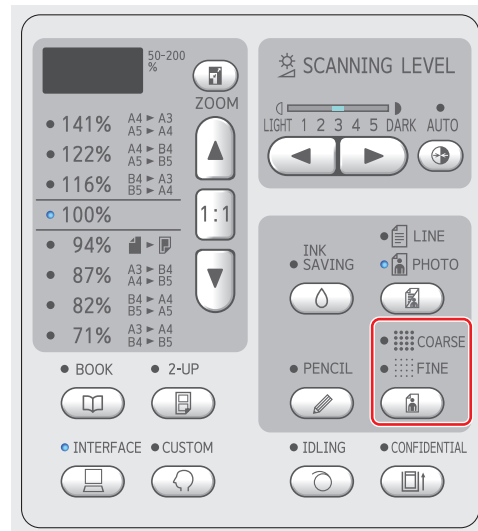 50-200
%
ZOOM
141% A4 ► A3
A5 ► A4
122% A4 ► B4
A5 ► B5
116% B4 ► A3
B5 ► A4
100%
94%
87% A3 ► B4
A4 ► B5
82% B4 ► A4
B5 ► A5
71% A3 ► A4
B4 ► B5
1:1
BOOK
2-UP
INTERFACE
CUSTOM
SCANNING LEVEL
LIGHT 1 2 3 4 5 DARK AUTO
INK
SAVING
LINE
PHOTO
PENCIL
COARSE
FINE
IDLING
CONFIDENTIAL